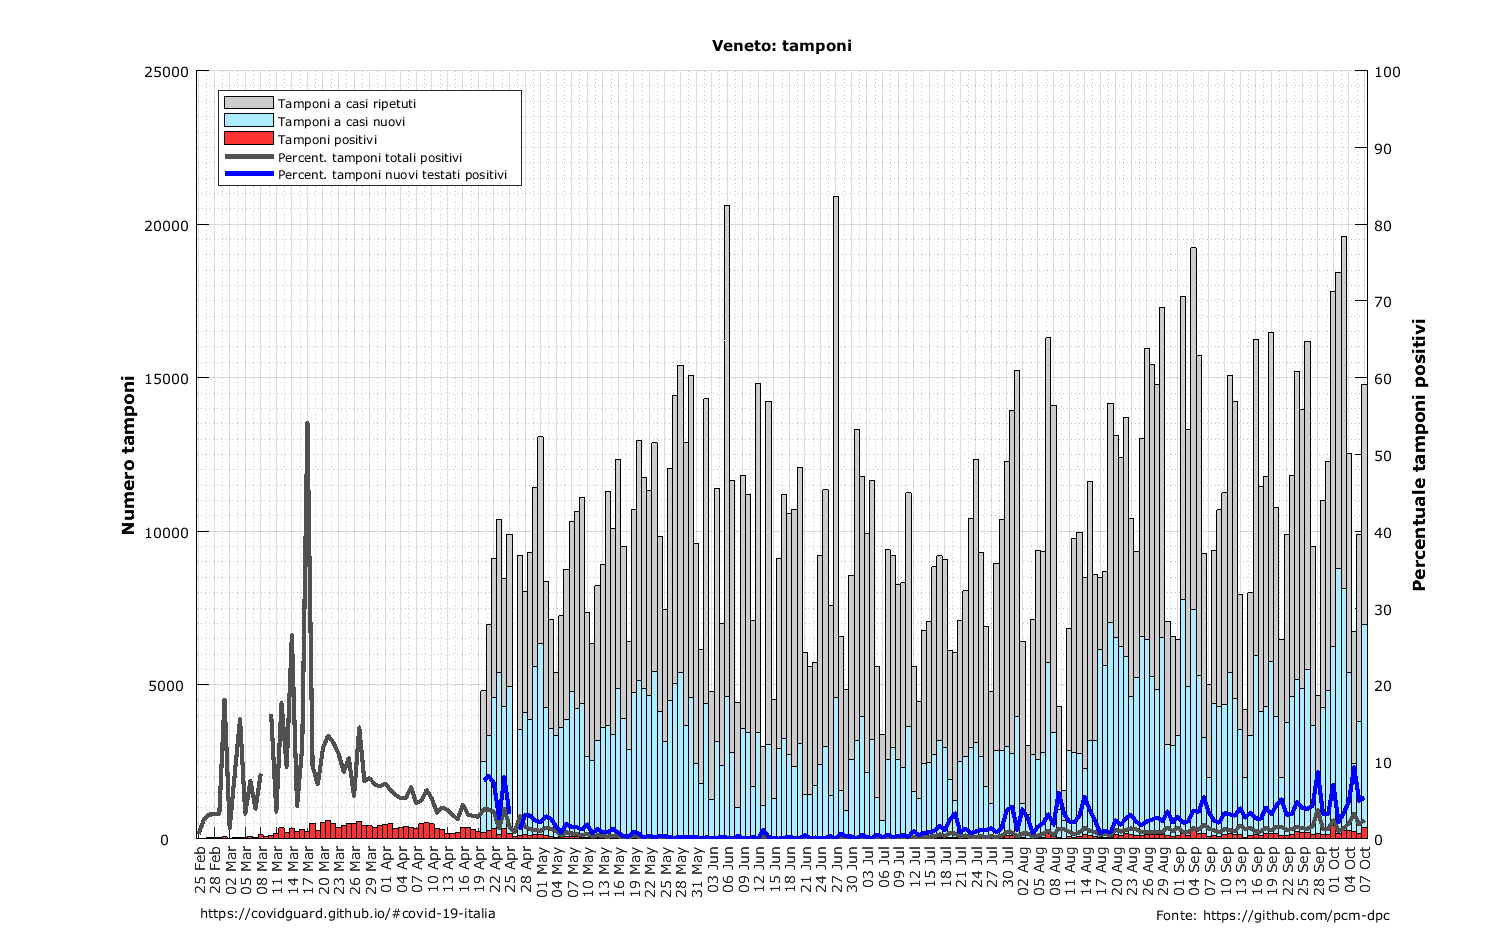 Veneto: tamponi
25000
20000
15000
10000
5000
0
100
90
80
70
60
50
40
30
20
10
0
Numero tamponi
Percentuale tamponi positivi
Tamponi a casi ripetuti
Tamponi a casi nuovi
Tamponi positivi
Percent. tamponi totali positivi
Percent. tamponi nuovi testati positivi
25 Feb
28 Feb
02 Mar
05 Mar
08 Mar
11 Mar
14 Mar
17 Mar
20 Mar
23 Mar
26 Mar
29 Mar
01 Apr
04 Apr
07 Apr
10 Apr
13 Apr
16 Apr
19 Apr
22 Apr
25 Apr
28 Apr
01 May
04 May
07 May
10 May
13 May
16 May
19 May
22 May
25 May
28 May
31 May
03 Jun
06 Jun
09 Jun
12 Jun
15 Jun
18 Jun
21 Jun
24 Jun
27 Jun
30 Jun
03 Jul
06 Jul
09 Jul
12 Jul
15 Jul
18 Jul
21 Jul
24 Jul
27 Jul
30 Jul
02 Aug
05 Aug
08 Aug
11 Aug
14 Aug
17 Aug
20 Aug
23 Aug
26 Aug
29 Aug
01 Sep
04 Sep
07 Sep
10 Sep
13 Sep
16 Sep
19 Sep
22 Sep
25 Sep
28 Sep
01 Oct
04 Oct
07 Oct
https://covidguard.github.io/#covid-19-italia
Fonte: https://github.com/pcm-dpc